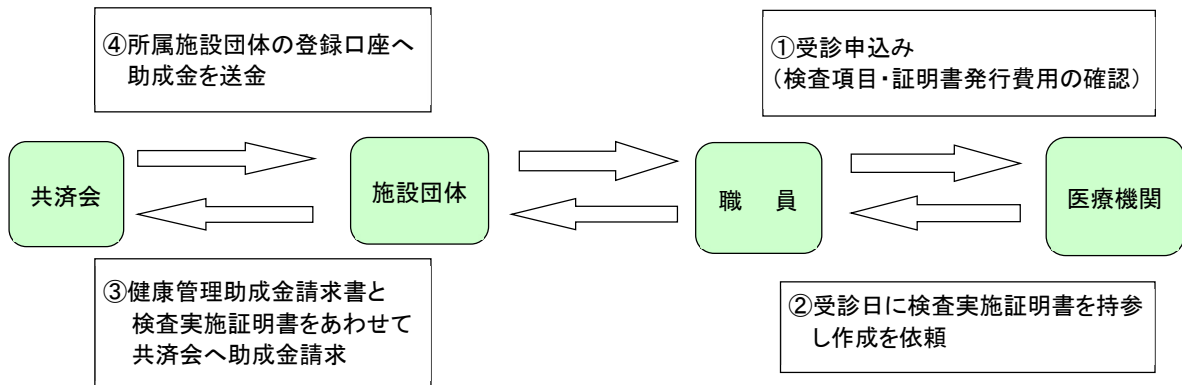 ④所属施設団体の登録口座へ
助成金を送金
①受診申込み
（検査項目・証明書発行費用の確認）
共済会
施設団体
職　員
医療機関
③健康管理助成金請求書と
検査実施証明書をあわせて
共済会へ助成金請求
②受診日に検査実施証明書を持参
し作成を依頼